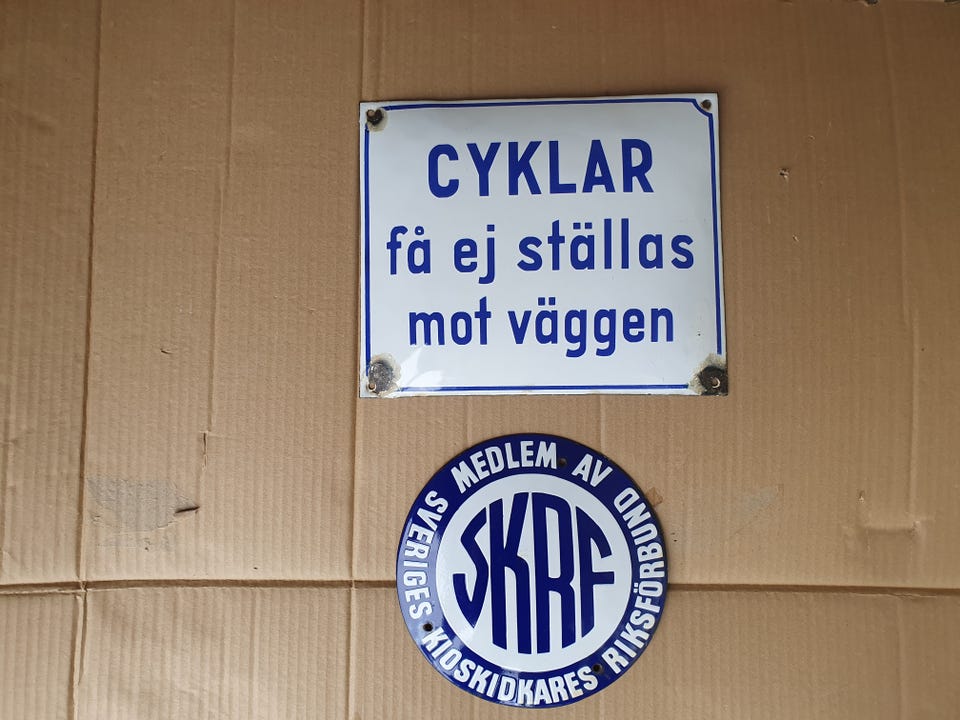 CYKLAR
få ej ställas
mot väggen
MEDLEM AV
SVERIGES KIOSKIDKARES RIKSFÖRBUND
SKRF